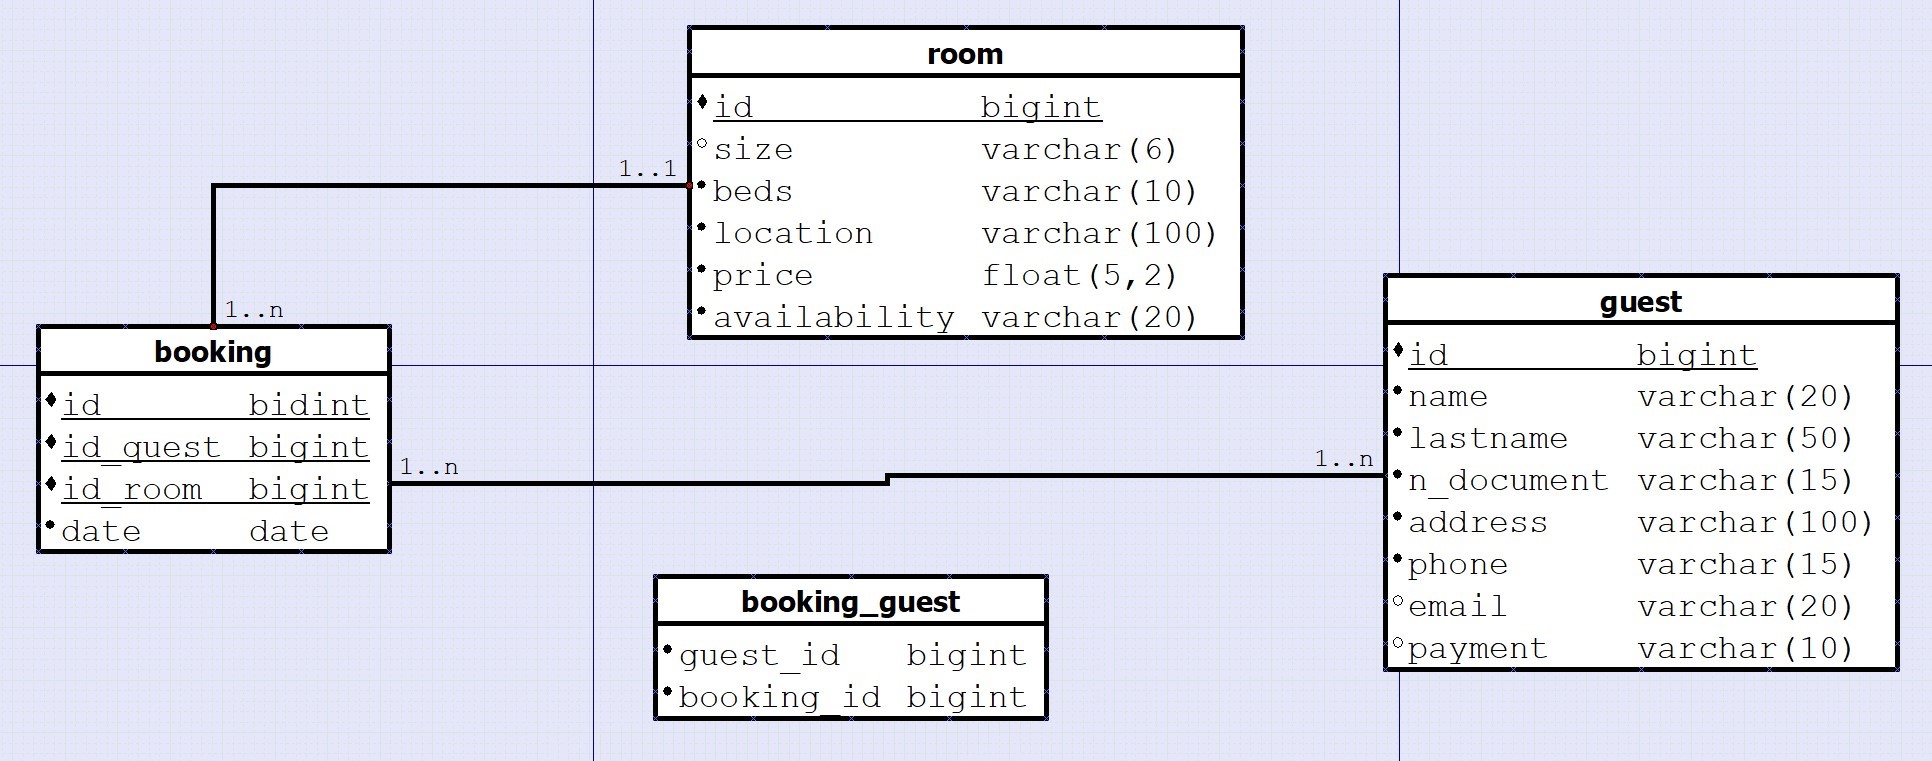 room
id bigint
size varchar(6)
beds varchar(10)
location varchar(100)
price float(5,2)
availability varchar(20)
1..1
1..n
booking
id bidint
id_quest bigint
id_room bigint
date date
1..n
1..n
guest
id bigint
name varchar(20)
lastname varchar(50)
n_document varchar(15)
address varchar(100)
phone varchar(15)
email varchar(20)
payment varchar(10)
booking_guest
guest_id bigint
booking_id bigint